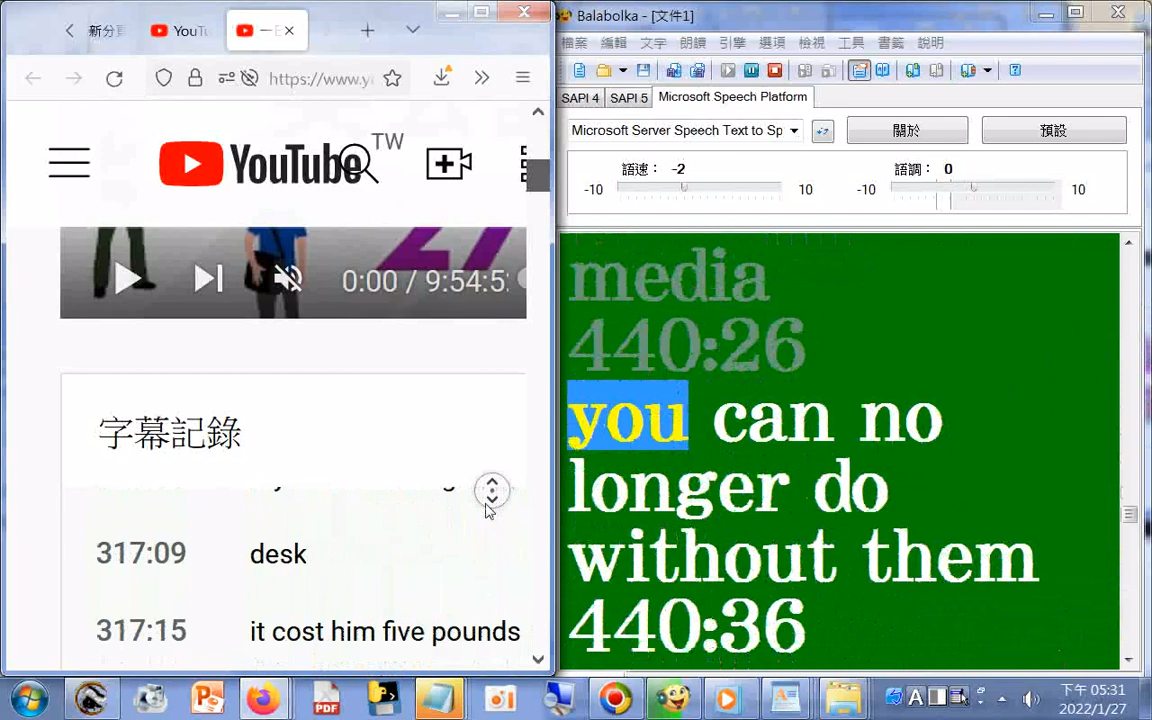 新分頁
YouTu
一 E
https://www.y
YouTube
TW
0:00 / 9:54:5
字幕記錄
317:09
desk
317:15
it cost him five pounds
Balabolka - [文件1]
檔案 編輯 文字 朗讀 引擎 選項 檢視 工具 書籤 說明
SAPI 4 SAPI 5 Microsoft Speech Platform
Microsoft Server Speech Text to Sp
關於
預設
語速： -2
-10
10
語調： 0
-10
10
media
440:26
you can no
longer do
without them
440:36
PDF
A
下午 05:31
2022/1/27